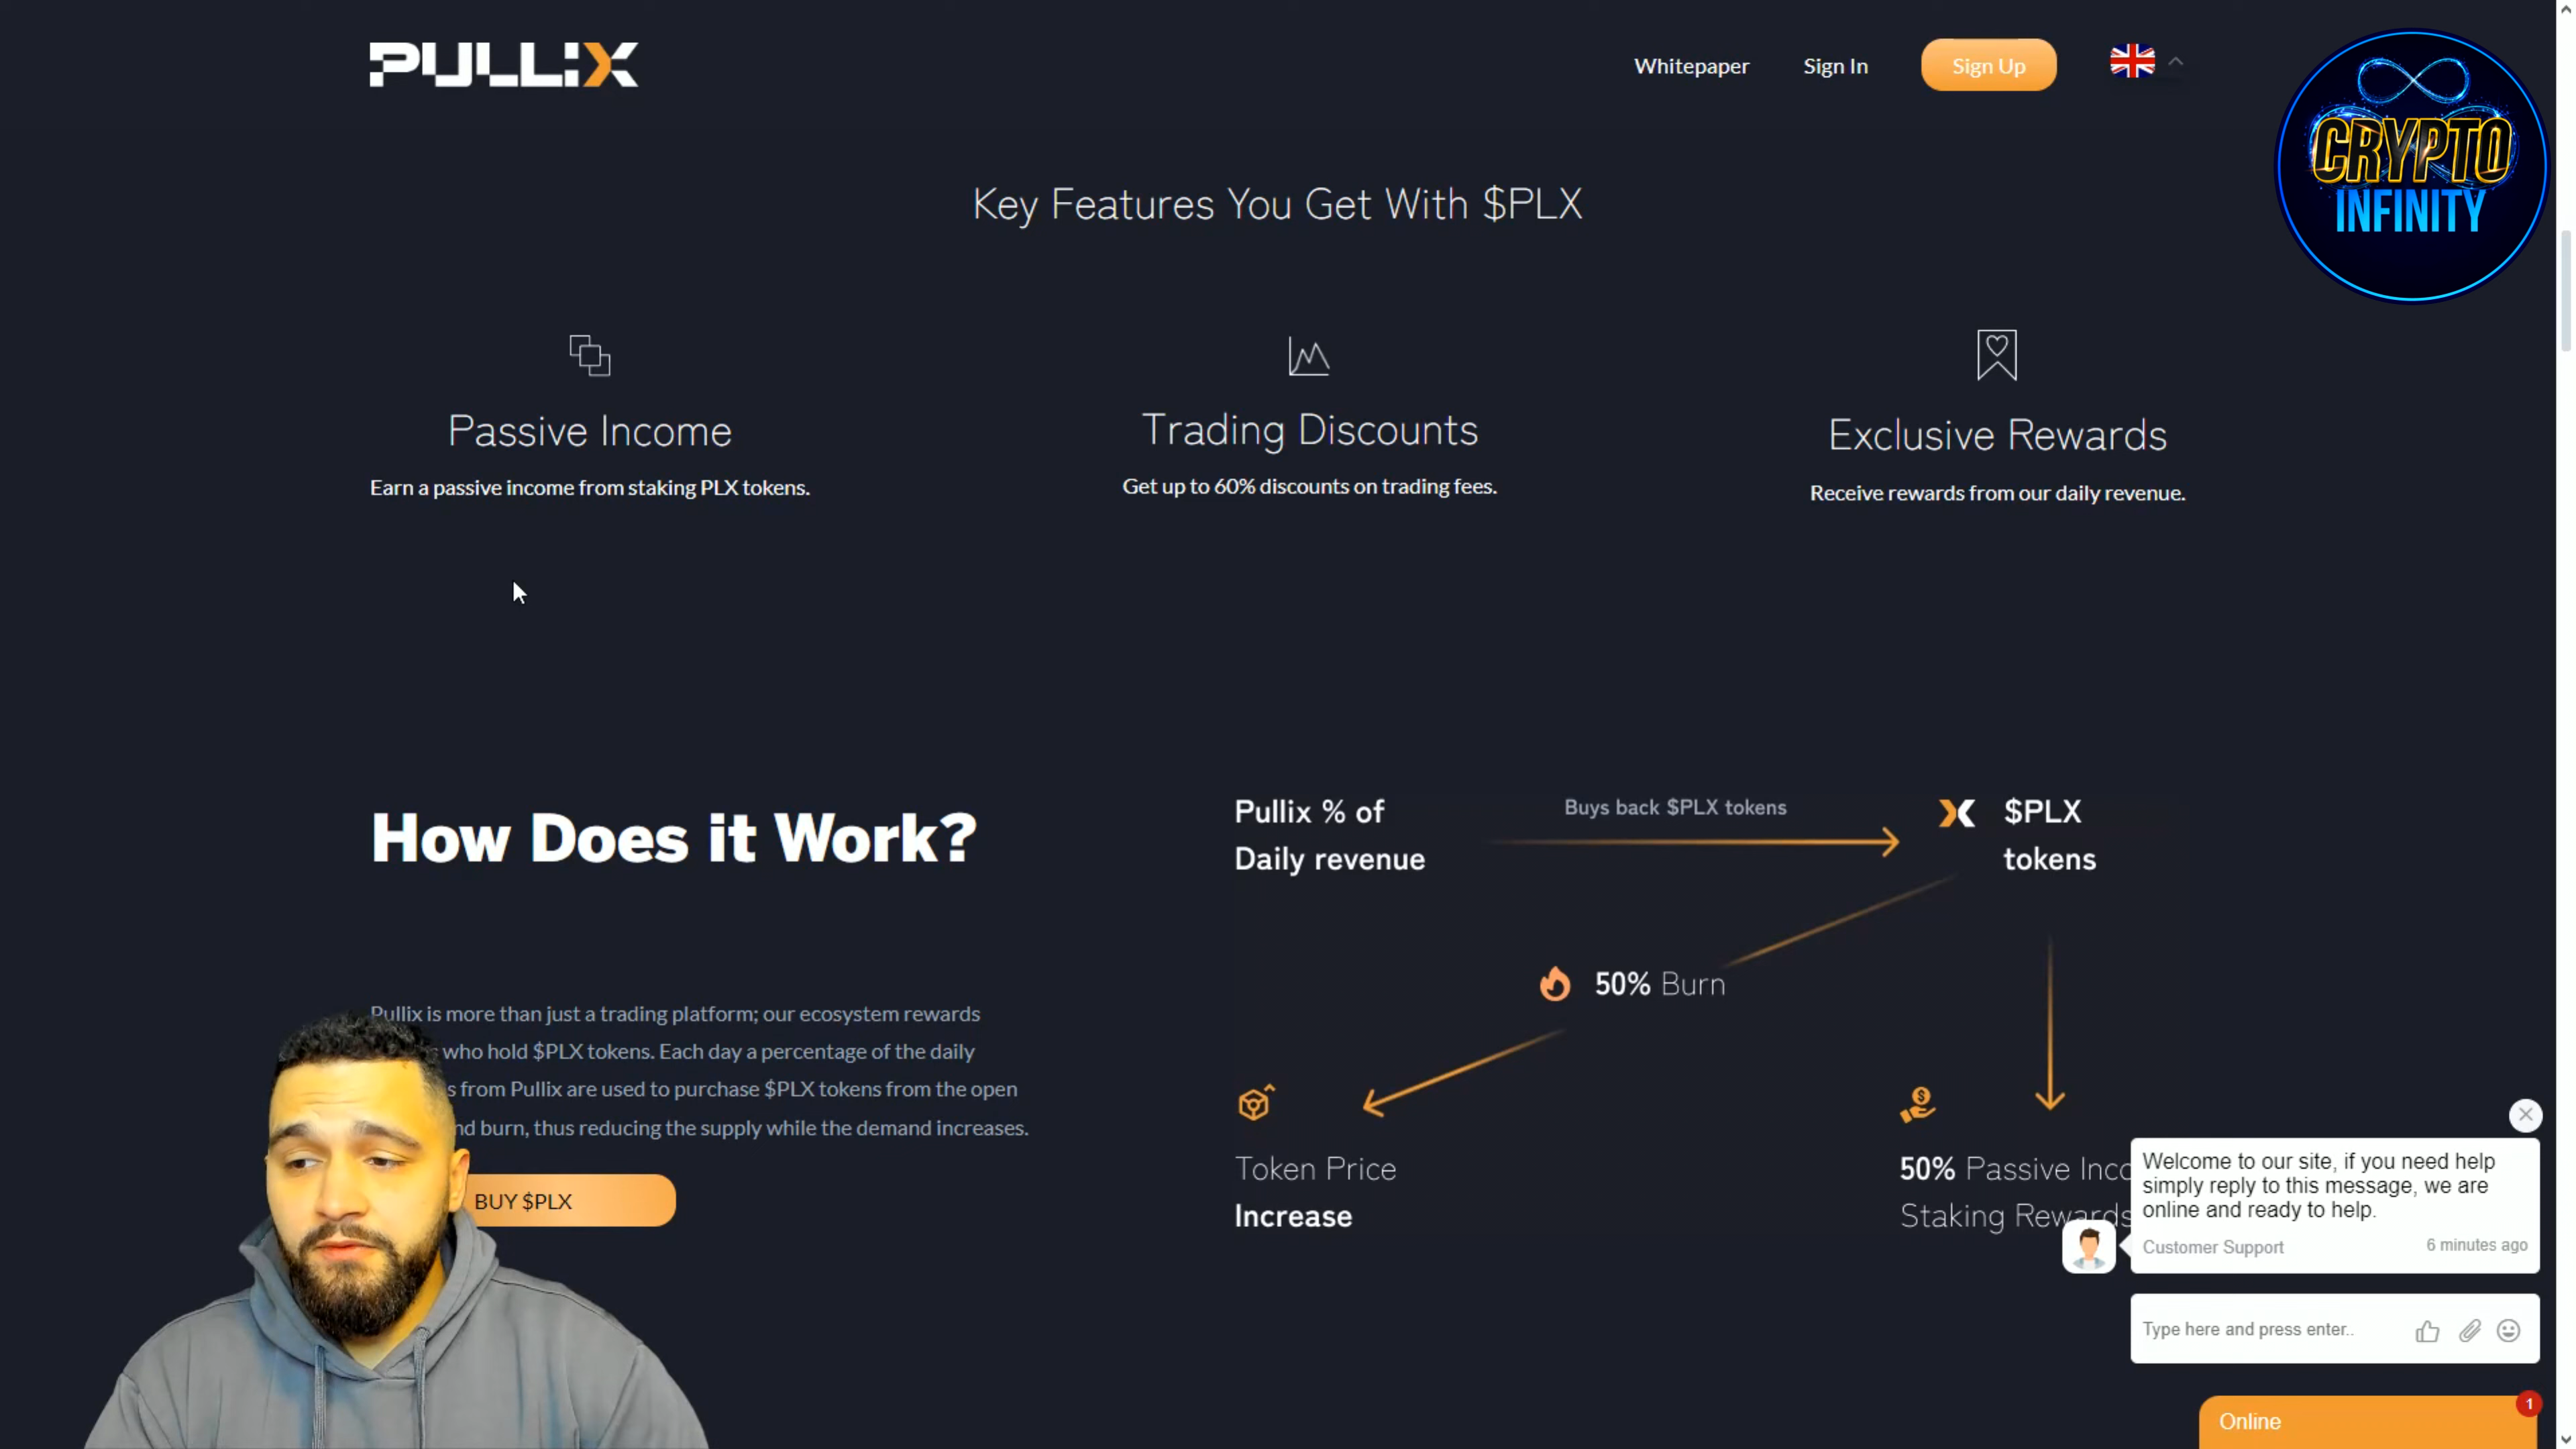 PULLIX
Whitepaper
Sign In
Sign Up
CRYPTO
INFINITY
Key Features You Get With $PLX
Passive Income
Earn a passive income from staking PLX tokens.
Trading Discounts
Get up to 60% discounts on trading fees.
Exclusive Rewards
Receive rewards from our daily revenue.
How Does it Work?
Pullix is more than just a trading platform; our ecosystem rewards
who hold $PLX tokens. Each day a percentage of the daily
from Pullix are used to purchase $PLX tokens from the open
burn, thus reducing the supply while the demand increases.
BUY $PLX
Pullix % of
Daily revenue
Buys back $PLX tokens
$PLX
tokens
50% Burn
Token Price
Increase
50% Passive
Staking Rewards
Welcome to our site, if you need help
simply reply to this message, we are
online and ready to help.
Customer Support
6 minutes ago
Type here and press enter..
Online
1